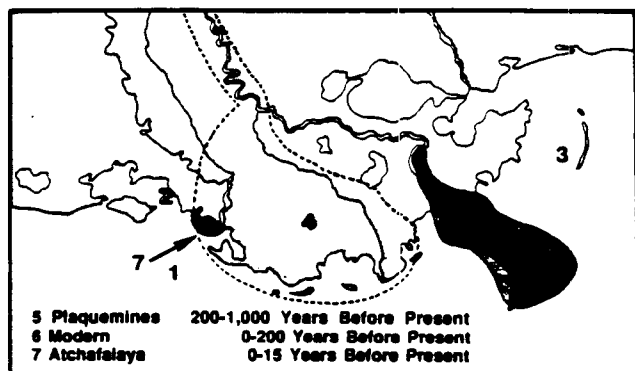 3
2
4
7
1
5 Plaquemines 200-1,000 Years Before Present
6 Modern 0-200 Years Before Present
7 Atchafalaya 0-15 Years Before Present